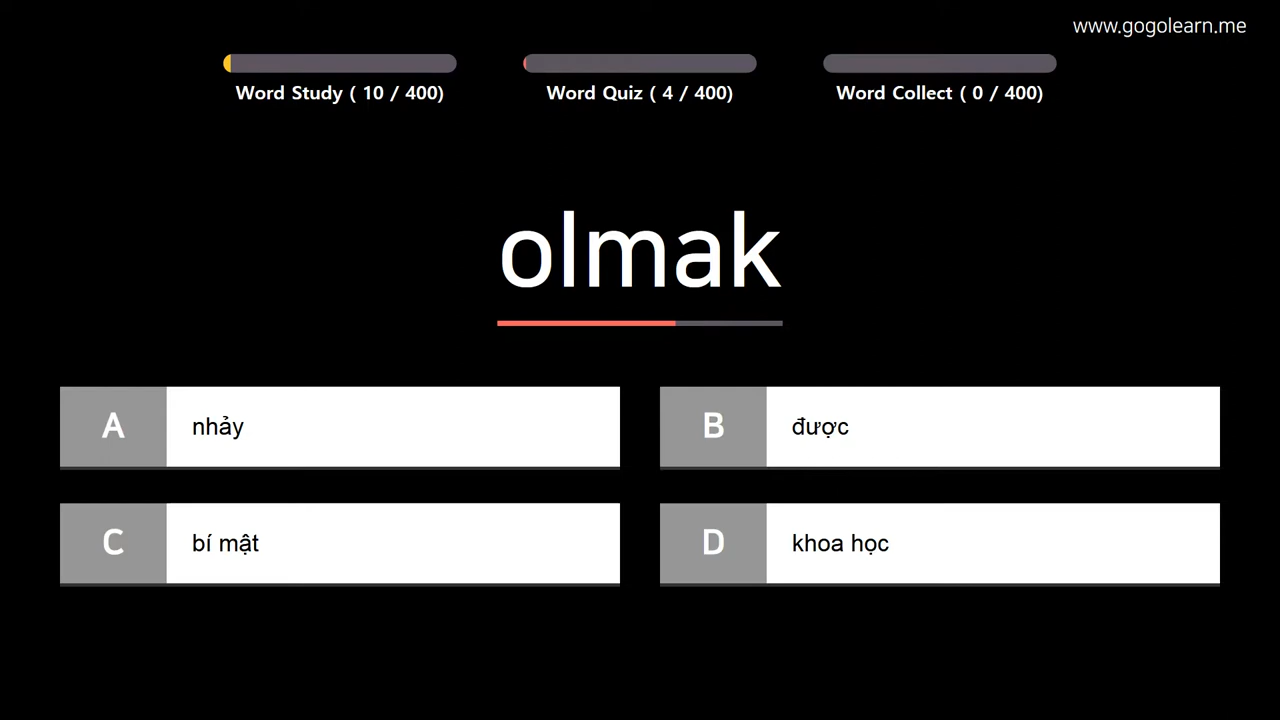 www.gogolearn.me
Word Study ( 10 / 400)
Word Quiz ( 4 / 400)
Word Collect ( 0 / 400)
olmak
A nhảy
B được
C bí mật
D khoa học